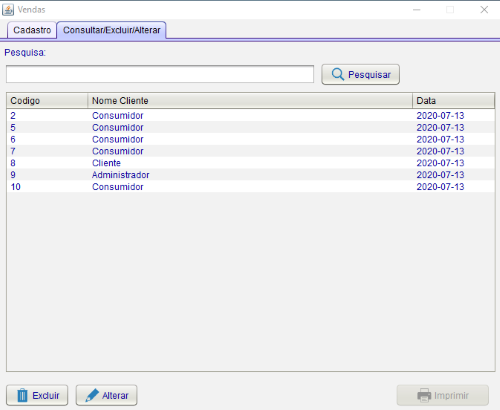 Vendas
Cadastro Consultar/Excluir/Alterar
Pesquisa:
Pesquisar
Codigo Nome Cliente Data
2 Consumidor 2020-07-13
5 Consumidor 2020-07-13
6 Consumidor 2020-07-13
7 Consumidor 2020-07-13
8 Cliente 2020-07-13
9 Administrador 2020-07-13
10 Consumidor 2020-07-13
Excluir Alterar Imprimir